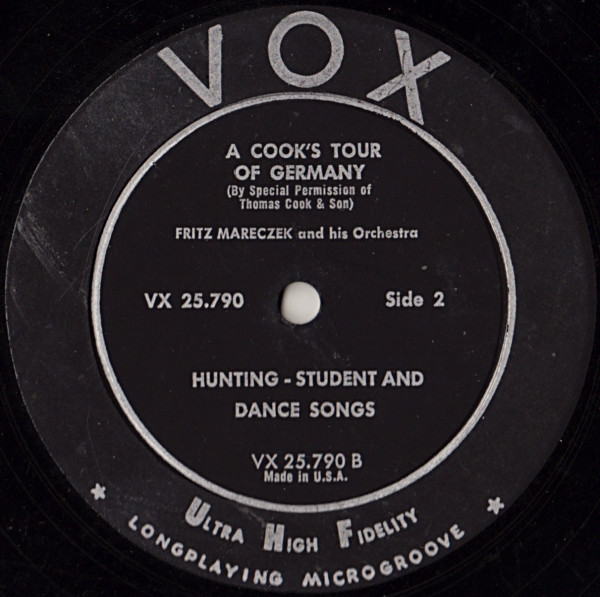 VOX
A COOK'S TOUR
OF GERMANY
(By Special Permission of
Thomas Cook & Son)
FRITZ MARECZEK and his Orchestra
VX 25.790
Side 2
HUNTING - STUDENT AND
DANCE SONGS
VX 25.790 B
Made in U.S.A.
ULTRA HIGH FIDELITY
LONGPLAYING MICROGROOVE